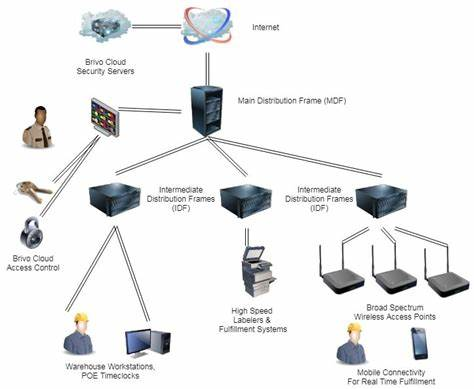 Internet
Brivo Cloud
Security Servers
Main Distribution Frame (MDF)
Intermediate
Distribution Frames
(IDF)
Intermediate
Distribution Frames
(IDF)
Brivo Cloud
Access Control
High Speed
Labelers &
Fulfillment Systems
Broad Spectrum
Wireless Access Points
Warehouse Workstations,
POE Timeclocks
Mobile Connectivity
For Real Time Fulfillment